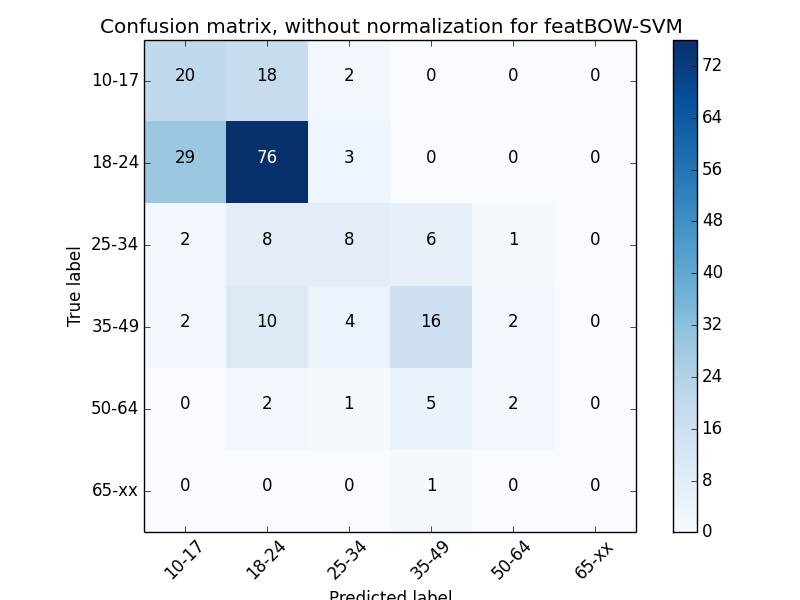 Confusion matrix, without normalization for featBOW-SVM
True label
10-17 20 18 2 0 0 0
18-24 29 76 3 0 0 0
25-34 2 8 8 6 1 0
35-49 2 10 4 16 2 0
50-64 0 2 1 5 2 0
65-xx 0 0 0 1 0 0
10-17 18-24 25-34 35-49 50-64 65-xx
Predicted label
72
64
56
48
40
32
24
16
8
0